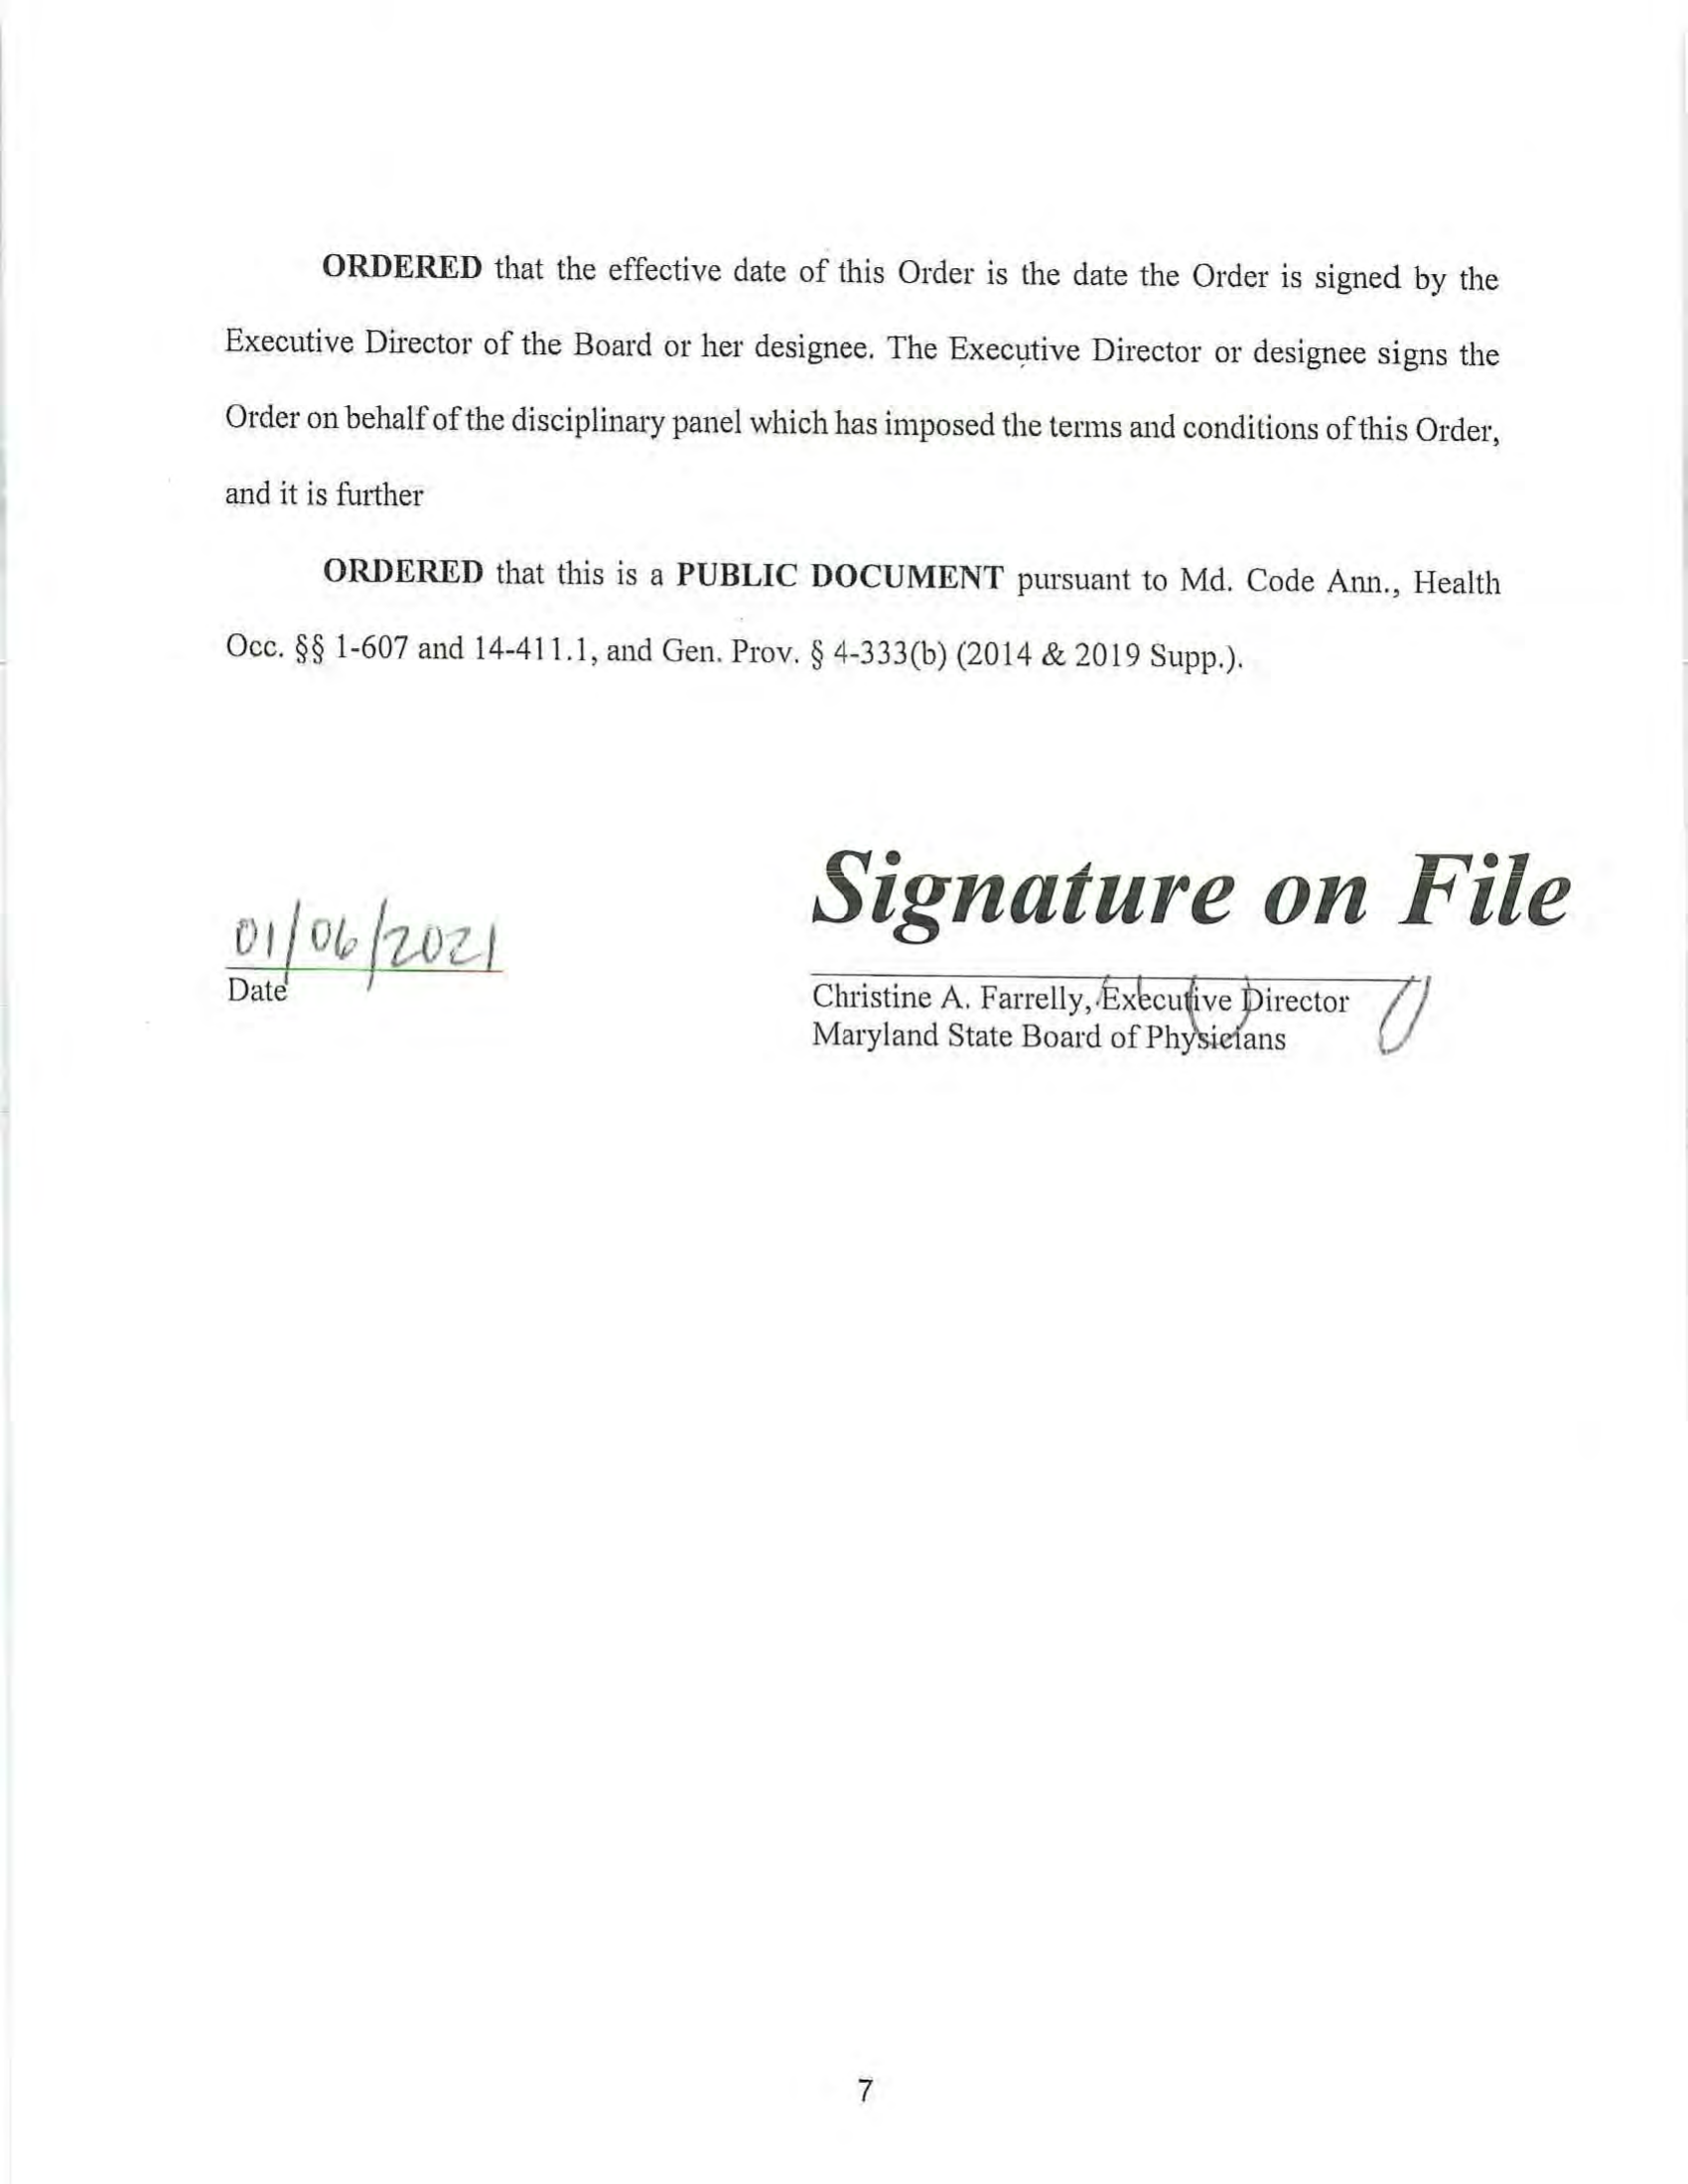 ORDERED that the effective date of this Order is the date the Order is signed by the
Executive Director of the Board or her designee. The Executive Director or designee signs the
Order on behalf of the disciplinary panel which has imposed the terms and conditions of this Order,
and it is further
ORDERED that this is a PUBLIC DOCUMENT pursuant to Md. Code Ann., Health
Occ. §§ 1-607 and 14-411.1, and Gen. Prov. § 4-333(b) (2014 & 2019 Supp.).
Signature on File
01/06/2021
Date
Christine A. Farrelly, Executive Director
Maryland State Board of Physicians
7